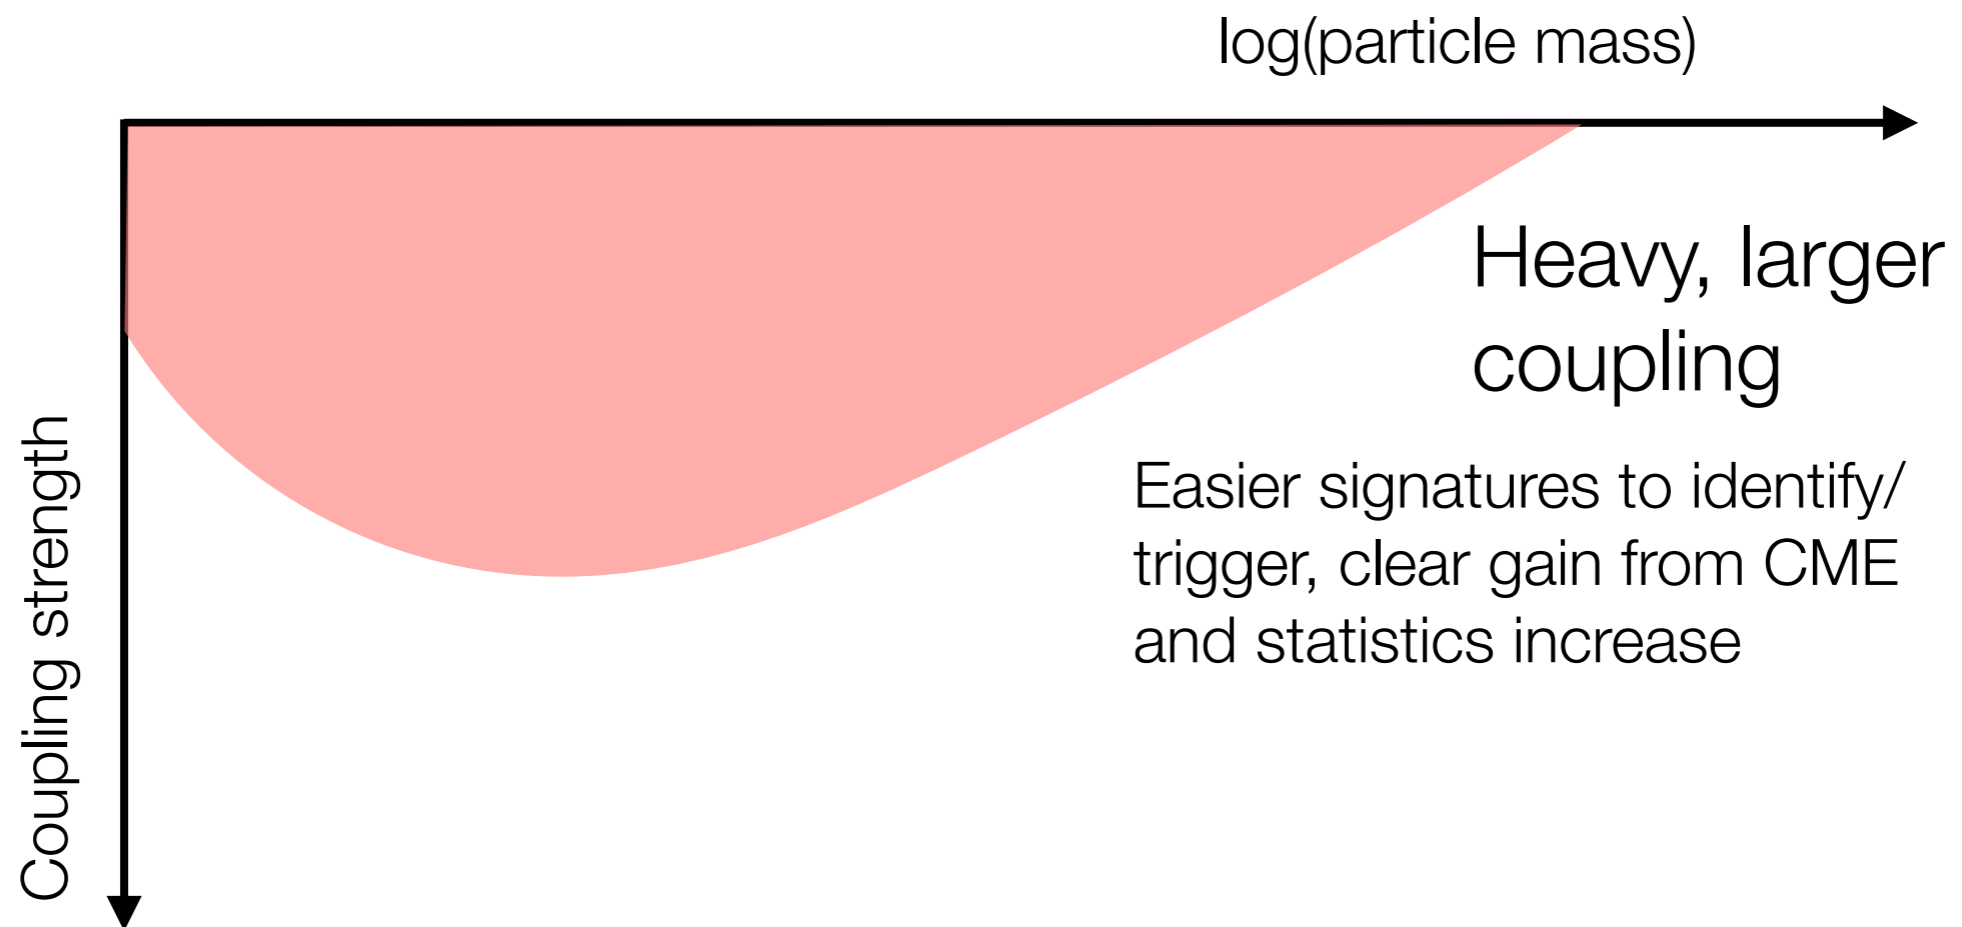 log(particle mass)
Heavy, larger
coupling
Easier signatures to identify/
trigger, clear gain from CME
and statistics increase
Coupling strength